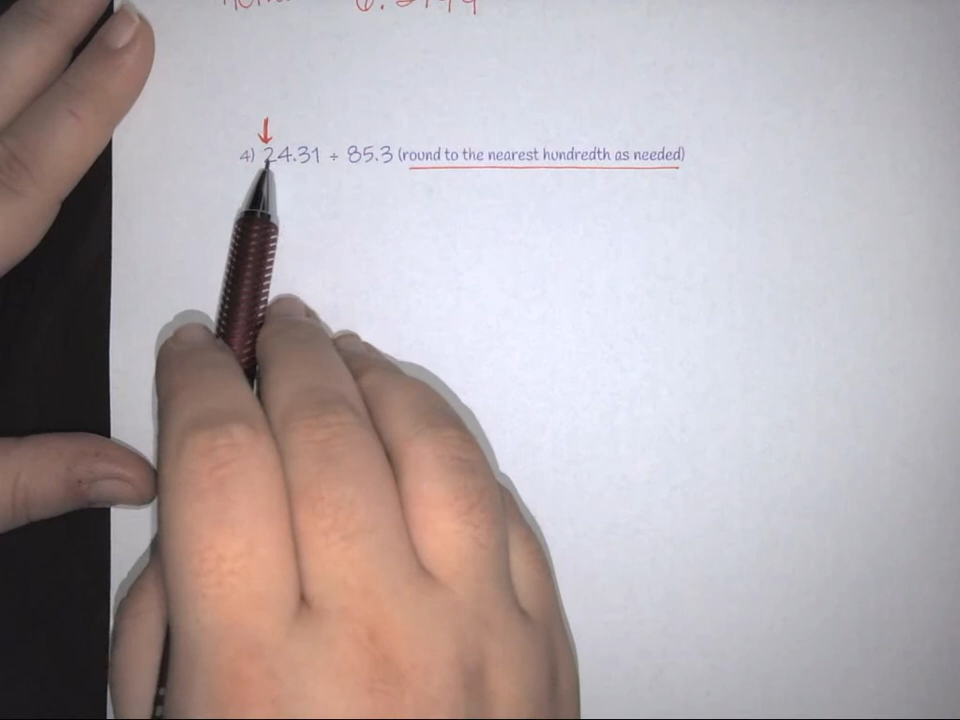 4) 24.31 ÷ 85.3 (round to the nearest hundredth as needed)